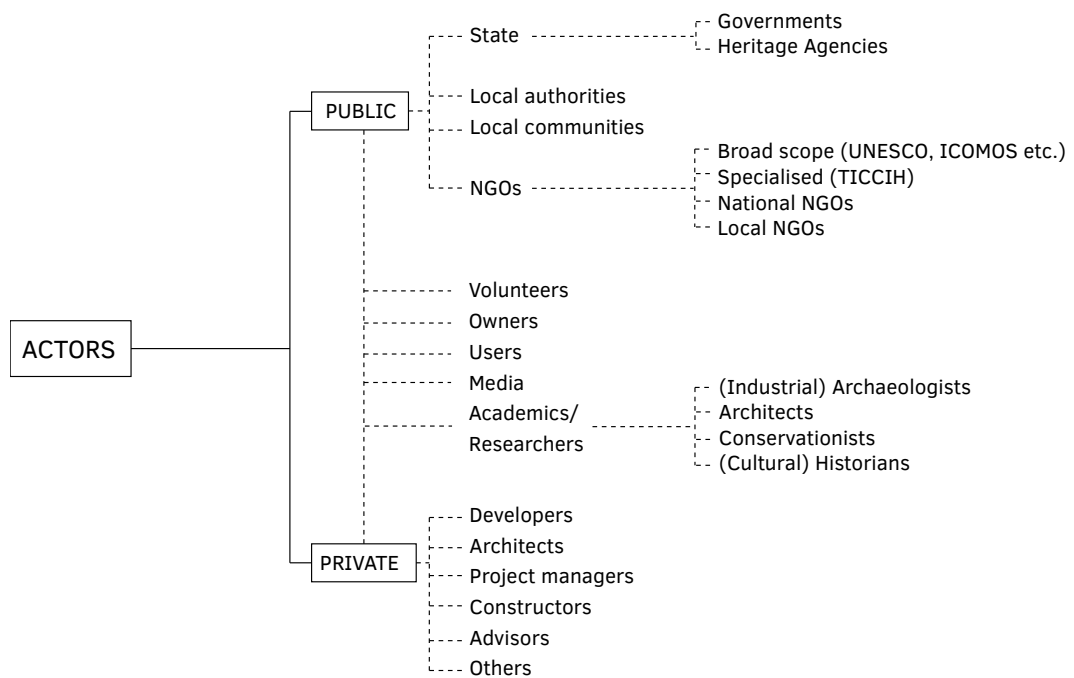 ACTORS
PUBLIC
State
Governments
Heritage Agencies
Local authorities
Local communities
NGOs
Broad scope (UNESCO, ICOMOS etc.)
Specialised (TICCIH)
National NGOs
Local NGOs
Volunteers
Owners
Users
Media
Academics/
Researchers
(Industrial) Archaeologists
Architects
Conservationists
(Cultural) Historians
PRIVATE
Developers
Architects
Project managers
Constructors
Advisors
Others